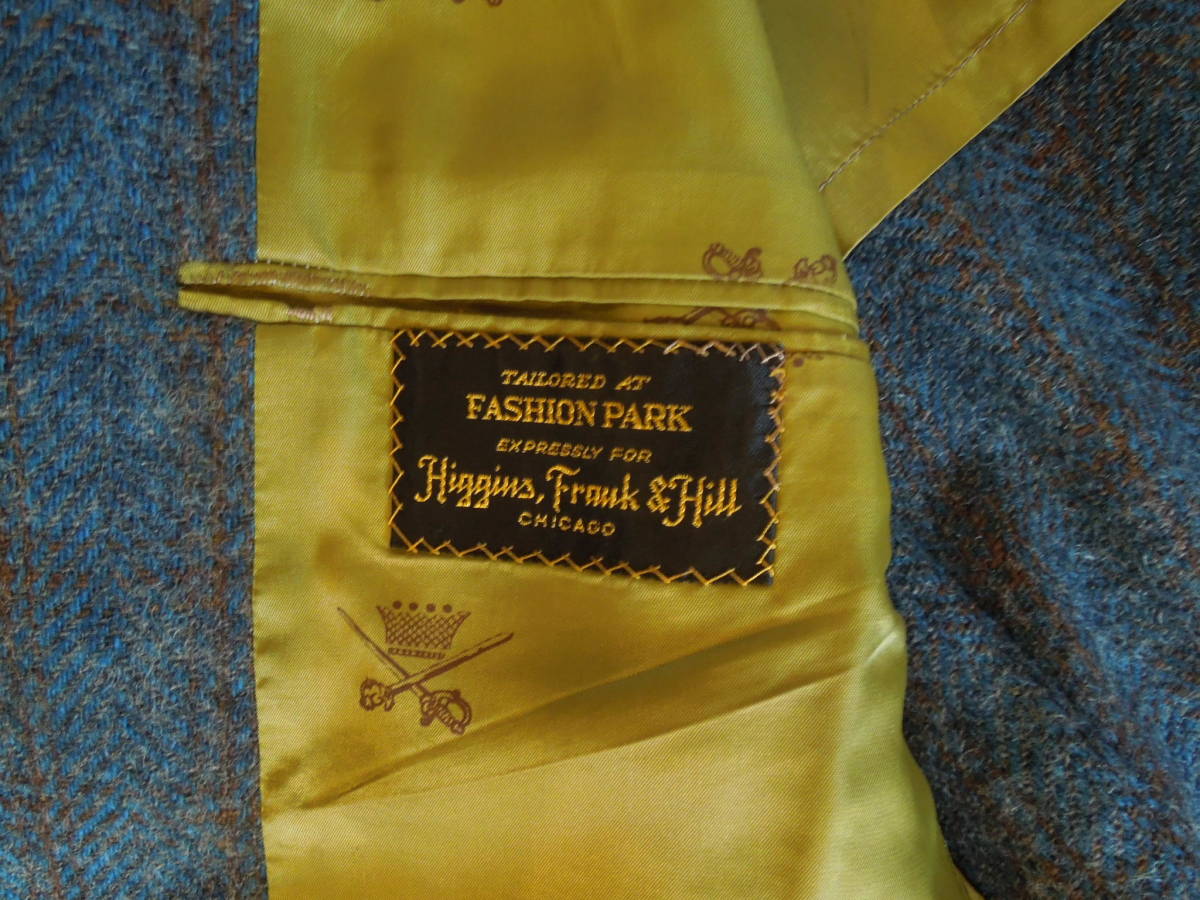 TAILORED AT
FASHION PARK
EXPRESSLY FOR
Higgins, Frank & Hill
CHICAGO